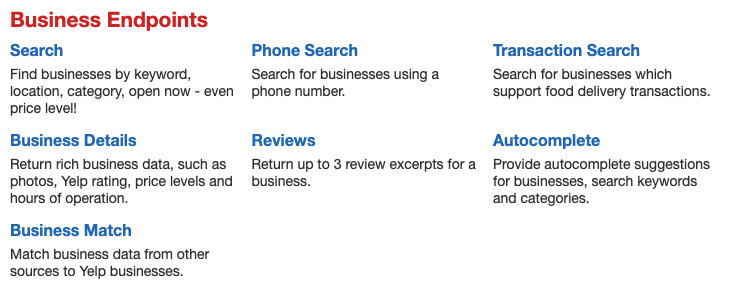 Business Endpoints
Search
Find businesses by keyword,
location, category, open now - even
price level!
Phone Search
Search for businesses using a
phone number.
Transaction Search
Search for businesses which
support food delivery transactions.
Business Details
Return rich business data, such as
photos, Yelp rating, price levels and
hours of operation.
Reviews
Return up to 3 review excerpts for a
business.
Autocomplete
Provide autocomplete suggestions
for businesses, search keywords
and categories.
Business Match
Match business data from other
sources to Yelp businesses.